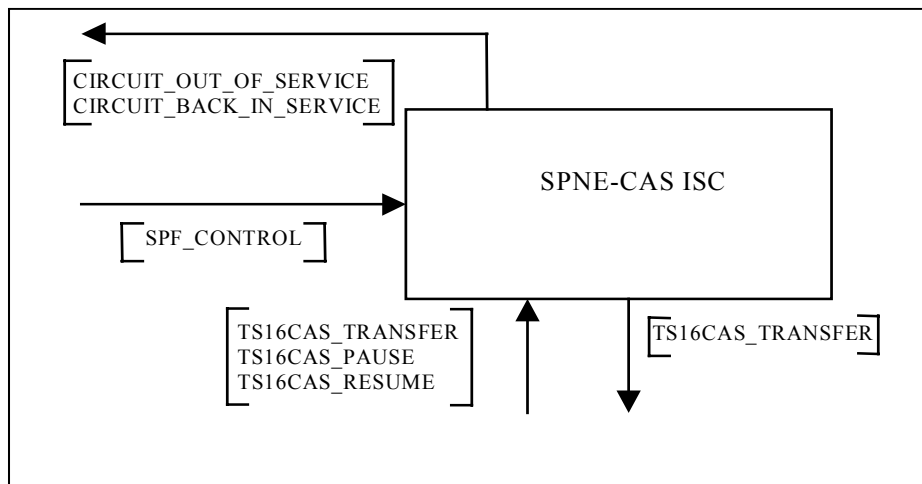 CIRCUIT_OUT_OF_SERVICE
CIRCUIT_BACK_IN_SERVICE
SPNE-CAS ISC
SPF_CONTROL
TS16CAS_TRANSFER
TS16CAS_PAUSE
TS16CAS_RESUME
TS16CAS_TRANSFER